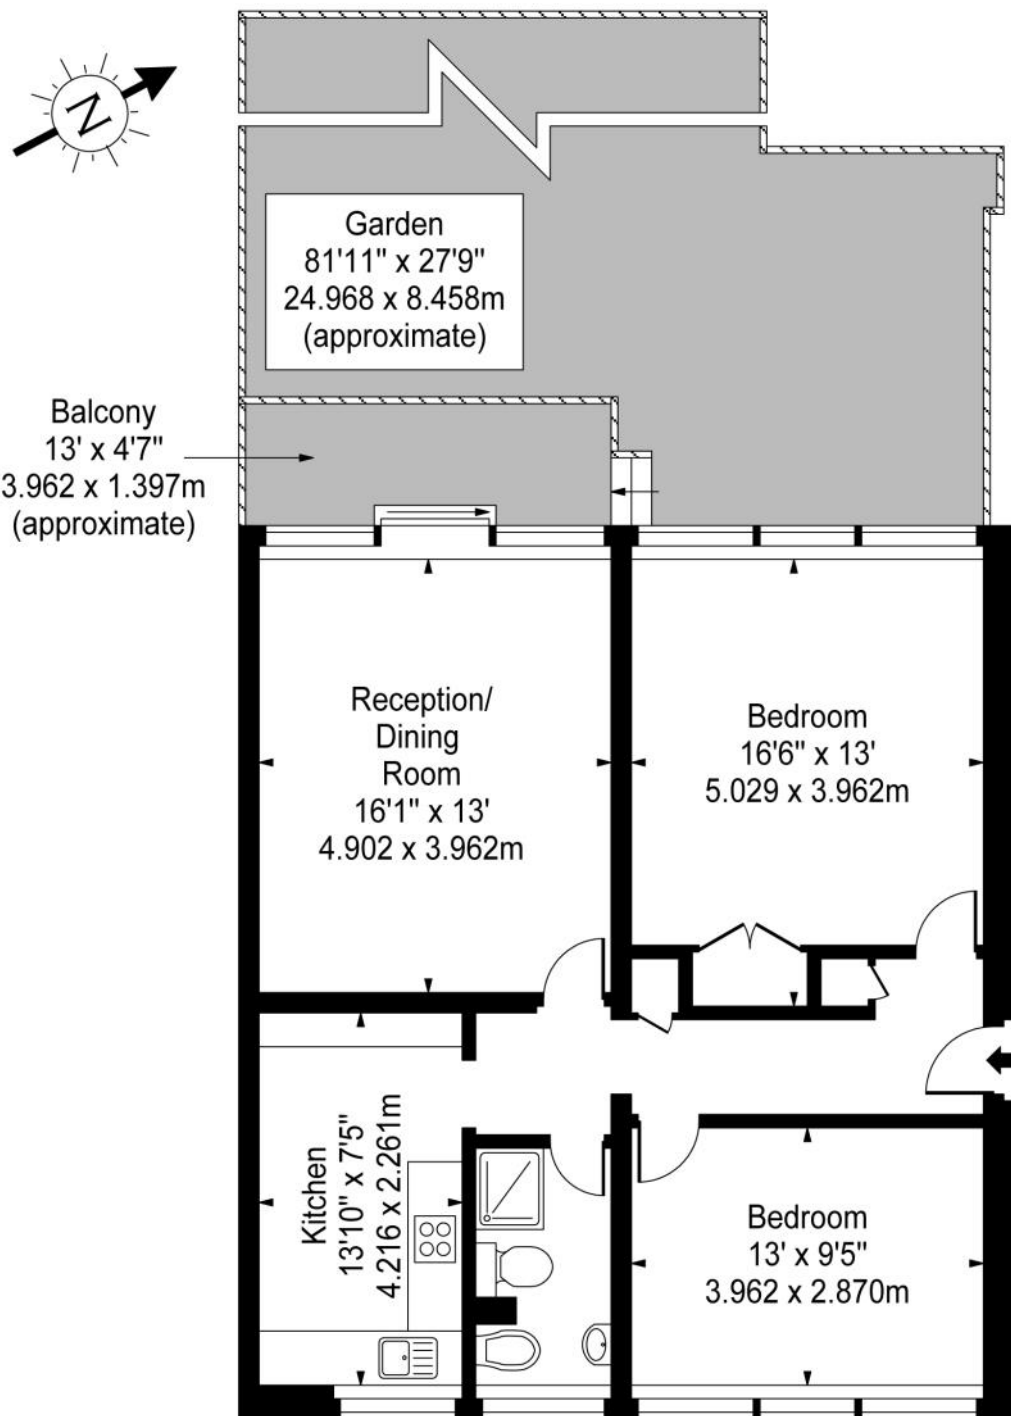 N
Garden
81'11" x 27'9"
24.968 x 8.458m
(approximate)
Balcony
13' x 4'7"
3.962 x 1.397m
(approximate)
Reception/
Dining
Room
16'1" x 13'
4.902 x 3.962m
Bedroom
16'6" x 13'
5.029 x 3.962m
Kitchen
13'10" x 7'5"
4.216 x 2.261m
Bedroom
13' x 9'5"
3.962 x 2.870m